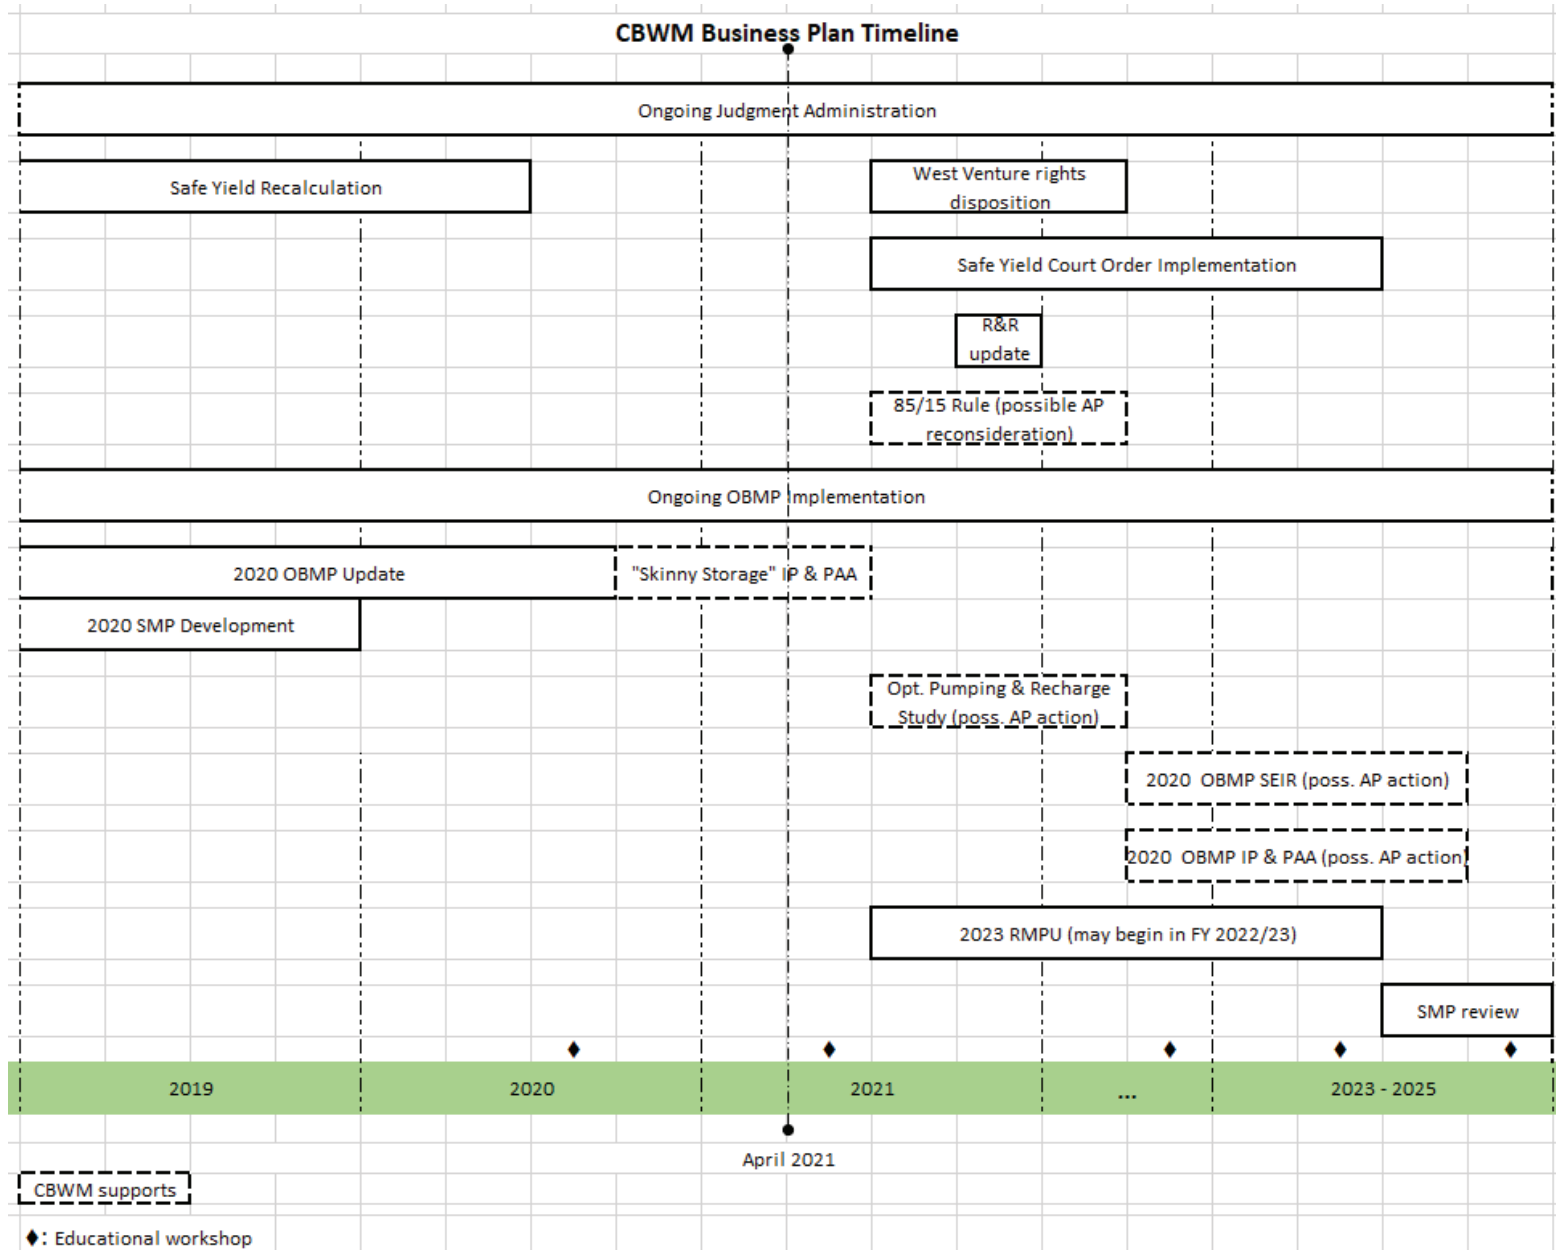 CBWM Business Plan Timeline
Ongoing Judgment Administration
Safe Yield Recalculation
West Venture rights
disposition
Safe Yield Court Order Implementation
R&R
update
85/15 Rule (possible AP
reconsideration)
Ongoing OBMP Implementation
2020 OBMP Update
"Skinny Storage" IP & PAA
2020 SMP Development
Opt. Pumping & Recharge
Study (poss. AP action)
2020 OBMP SEIR (poss. AP action)
2020 OBMP IP & PAA (poss. AP action)
2023 RMPU (may begin in FY 2022/23)
SMP review
2019
2020
2021
...
2023 - 2025
April 2021
CBWM supports
♦: Educational workshop